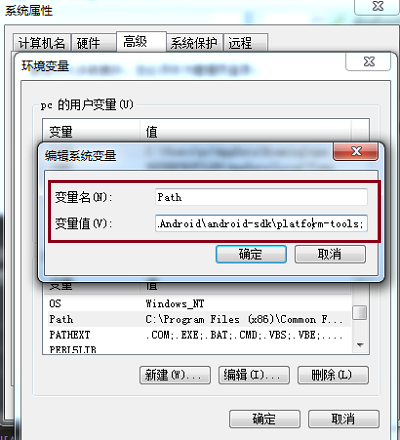 系统属性
计算机名 硬件 高级 系统保护 远程
环境变量
pc 的用户变量(U)
变量 值
编辑系统变量
变量名(N): Path
变量值(V): .Android\android-sdk\platform-tools;
确定 取消
变量 值
OS Windows_NT
Path C:\Program Files (x86)\Common F...
PATHEXT .COM;.EXE;.BAT;.CMD;.VBS;.VBE;....
PERL5LIB
新建(W)... 编辑(I)... 删除(L)
确定 取消